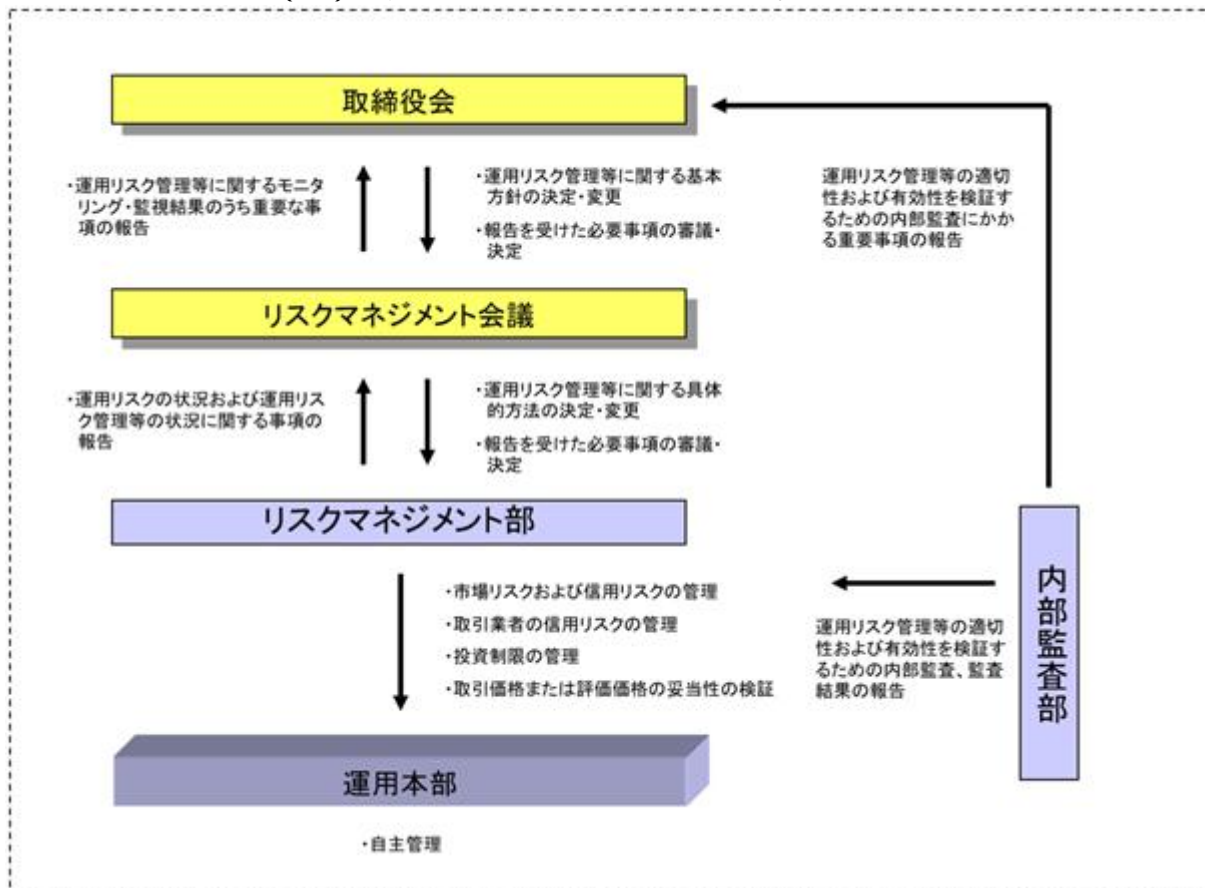 取締役会
・運用リスク管理等に関するモニタ
リング・監視結果のうち重要な事
項の報告
・運用リスク管理等に関する基本
方針の決定・変更
・報告を受けた必要事項の審議・
決定
運用リスク管理等の適切
性および有効性を検証す
るための内部監査にかか
る重要事項の報告
リスクマネジメント会議
・運用リスクの状況および運用リス
ク管理等の状況に関する事項の
報告
・運用リスク管理等に関する具体
的方法の決定・変更
・報告を受けた必要事項の審議・
決定
リスクマネジメント部
・市場リスクおよび信用リスクの管理
・取引業者の信用リスクの管理
・投資制限の管理
・取引価格または評価価格の妥当性の検証
運用リスク管理等の適切
性および有効性を検証す
るための内部監査、監査
結果の報告
内部監査部
運用本部
・自主管理